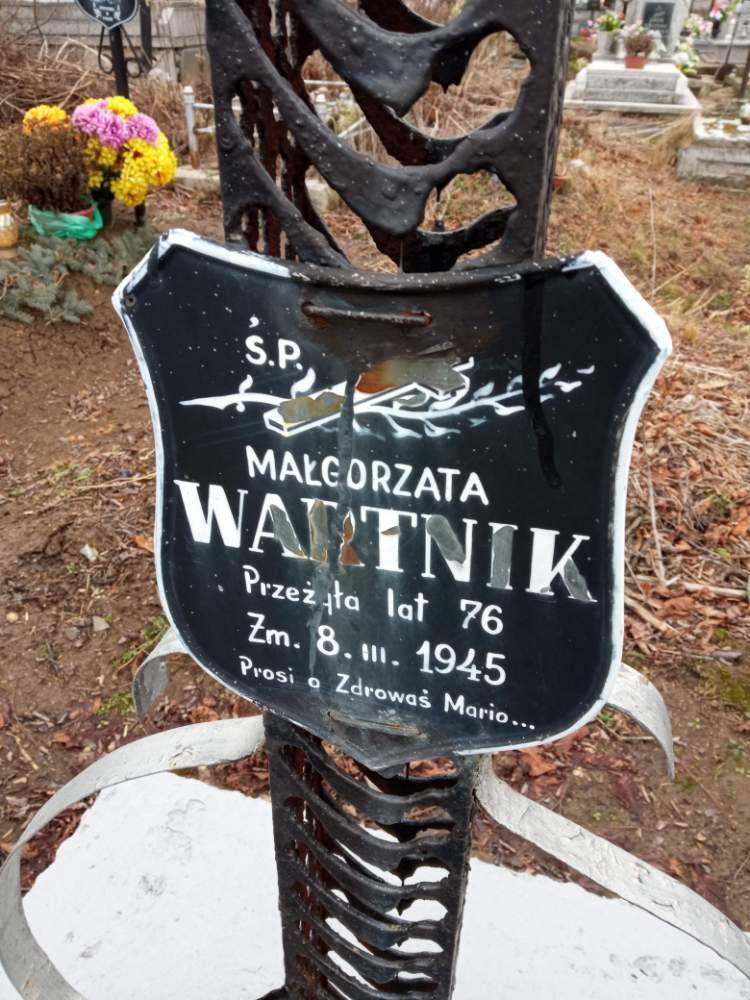 Ś.P.
MAŁGORZATA
WARTNIK
Przeżyła lat 76
Zm. 8. III. 1945
Prosi o Zdrowaś Mario...